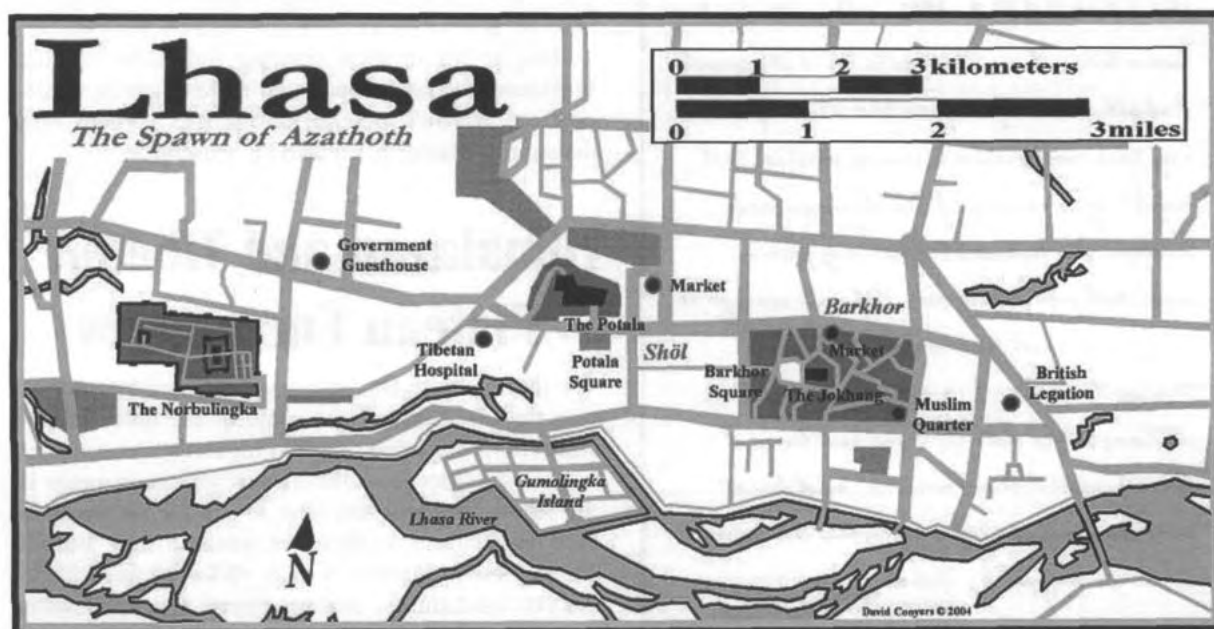 Lhasa
The Spawn of Azathoth
0 1 2 3 kilometers
0 1 2 3 miles
Government
Guesthouse
Market
Barkhor
The Potala
Market
Tibetan
Hospital
Potala
Square
Shöl
Barkhor
Square
The Jokhang
British
Legation
The Norbulingka
Muslim
Quarter
Gumolingka
Island
Lhasa River
N
David Conyers © 2004